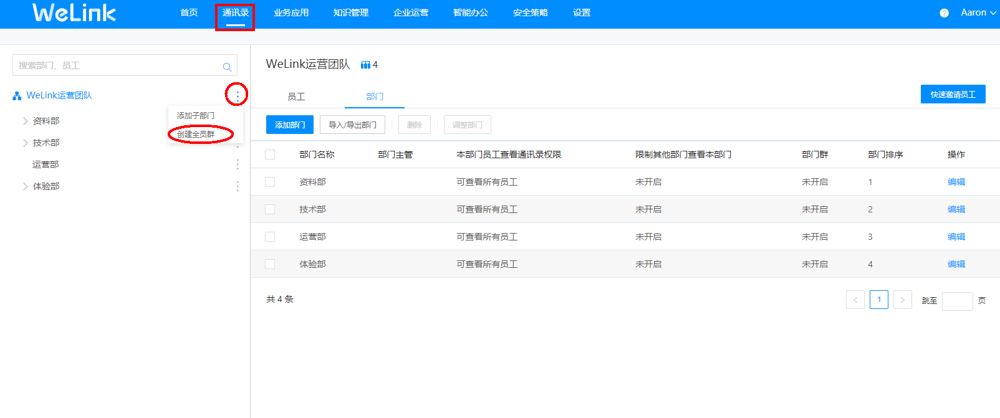 WeLink 首页 通讯录 业务应用 知识管理 企业运营 智能办公 安全策略 设置 ? Aaron
搜索部门、员工
WeLink运营团队
添加子部门
创建全员群
资料部
技术部
运营部
体验部
WeLink运营团队 4
员工 部门 快速邀请员工
添加部门 导入/导出部门 删除 调整部门
部门名称 部门主管 本部门员工查看通讯录权限 限制其他部门查看本部门 部门群 部门排序 操作
资料部 可查看所有员工 未开启 未开启 1 编辑
技术部 可查看所有员工 未开启 未开启 2 编辑
运营部 可查看所有员工 未开启 未开启 3 编辑
体验部 可查看所有员工 未开启 未开启 4 编辑
共 4 条 < 1 > 跳至 页